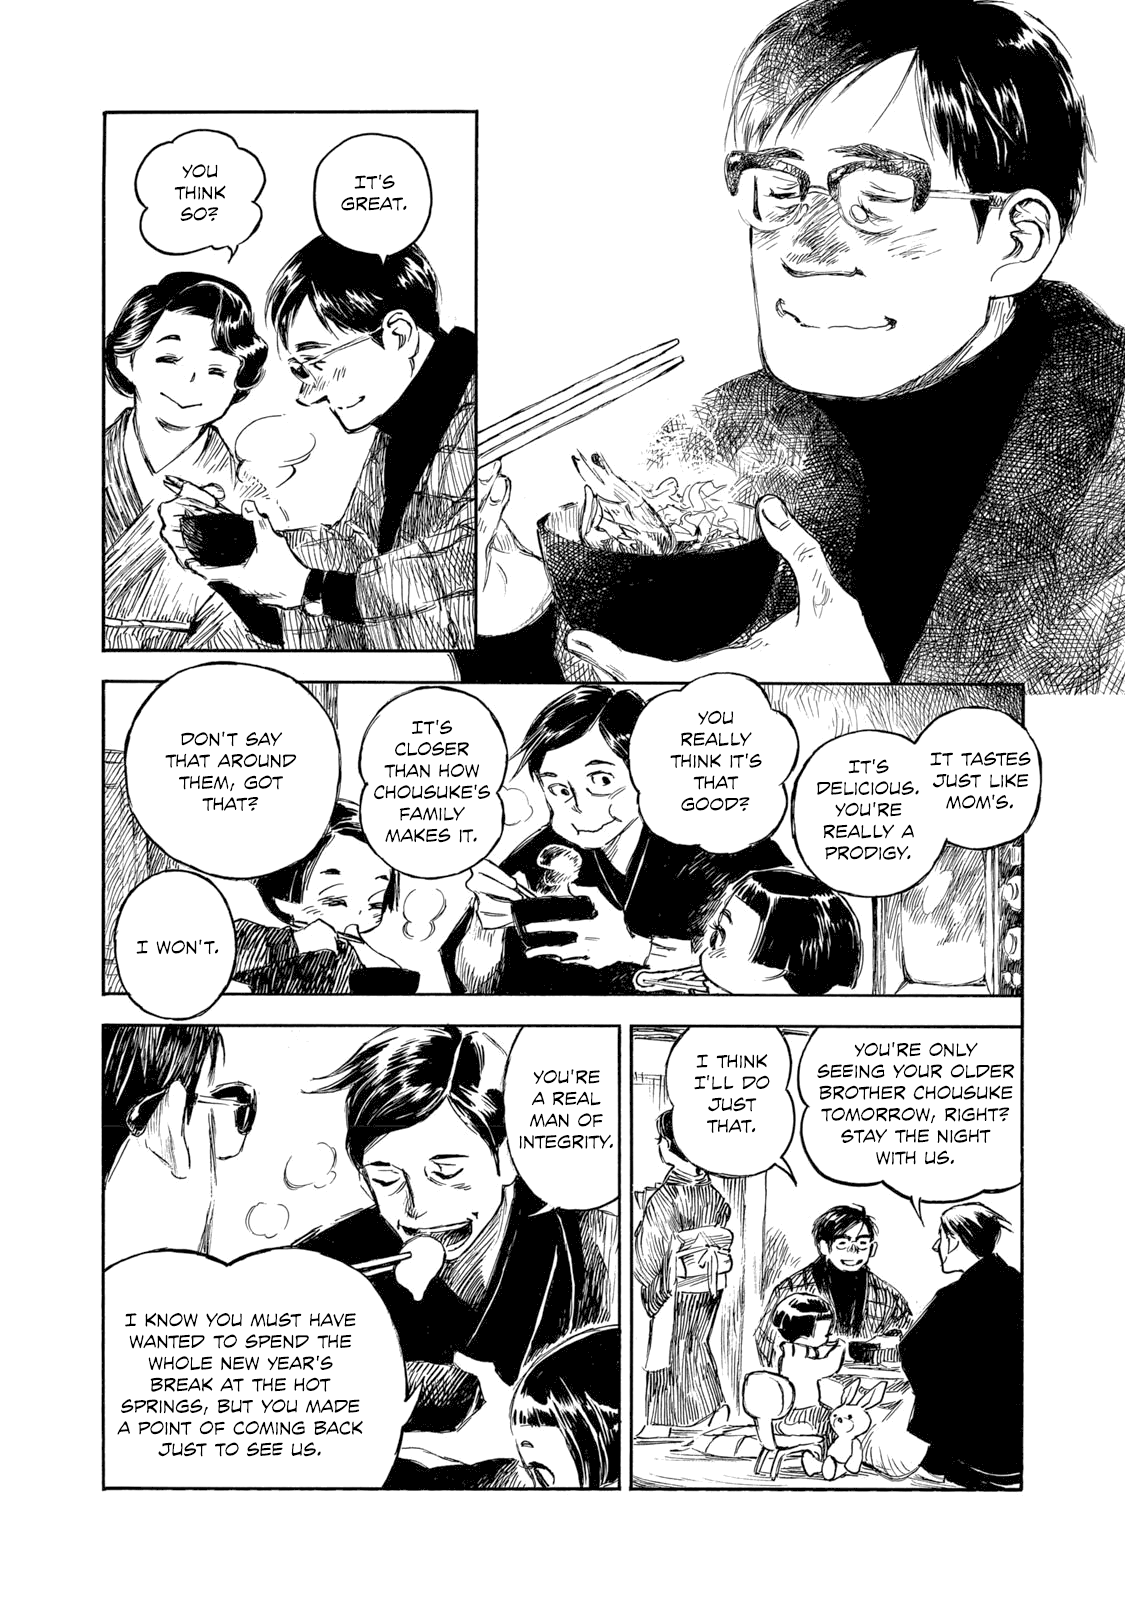 IT'S
GREAT.
YOU
THINK
SO?
IT TASTES
JUST LIKE
MOM'S.
IT'S
DELICIOUS.
YOU'RE
REALLY A
PRODIGY.
YOU
REALLY
THINK IT'S
THAT
GOOD?
IT'S
CLOSER
THAN HOW
CHOUSUKE'S
FAMILY
MAKES IT.
DON'T SAY
THAT AROUND
THEM, GOT
THAT?
I WON'T.
YOU'RE ONLY
SEEING YOUR OLDER
BROTHER CHOUSUKE
TOMORROW, RIGHT?
STAY THE NIGHT
WITH US.
I THINK
I'LL DO
JUST
THAT.
YOU'RE
A REAL
MAN OF
INTEGRITY.
I KNOW YOU MUST HAVE
WANTED TO SPEND THE
WHOLE NEW YEAR'S
BREAK AT THE HOT
SPRINGS, BUT YOU MADE
A POINT OF COMING BACK
JUST TO SEE US.